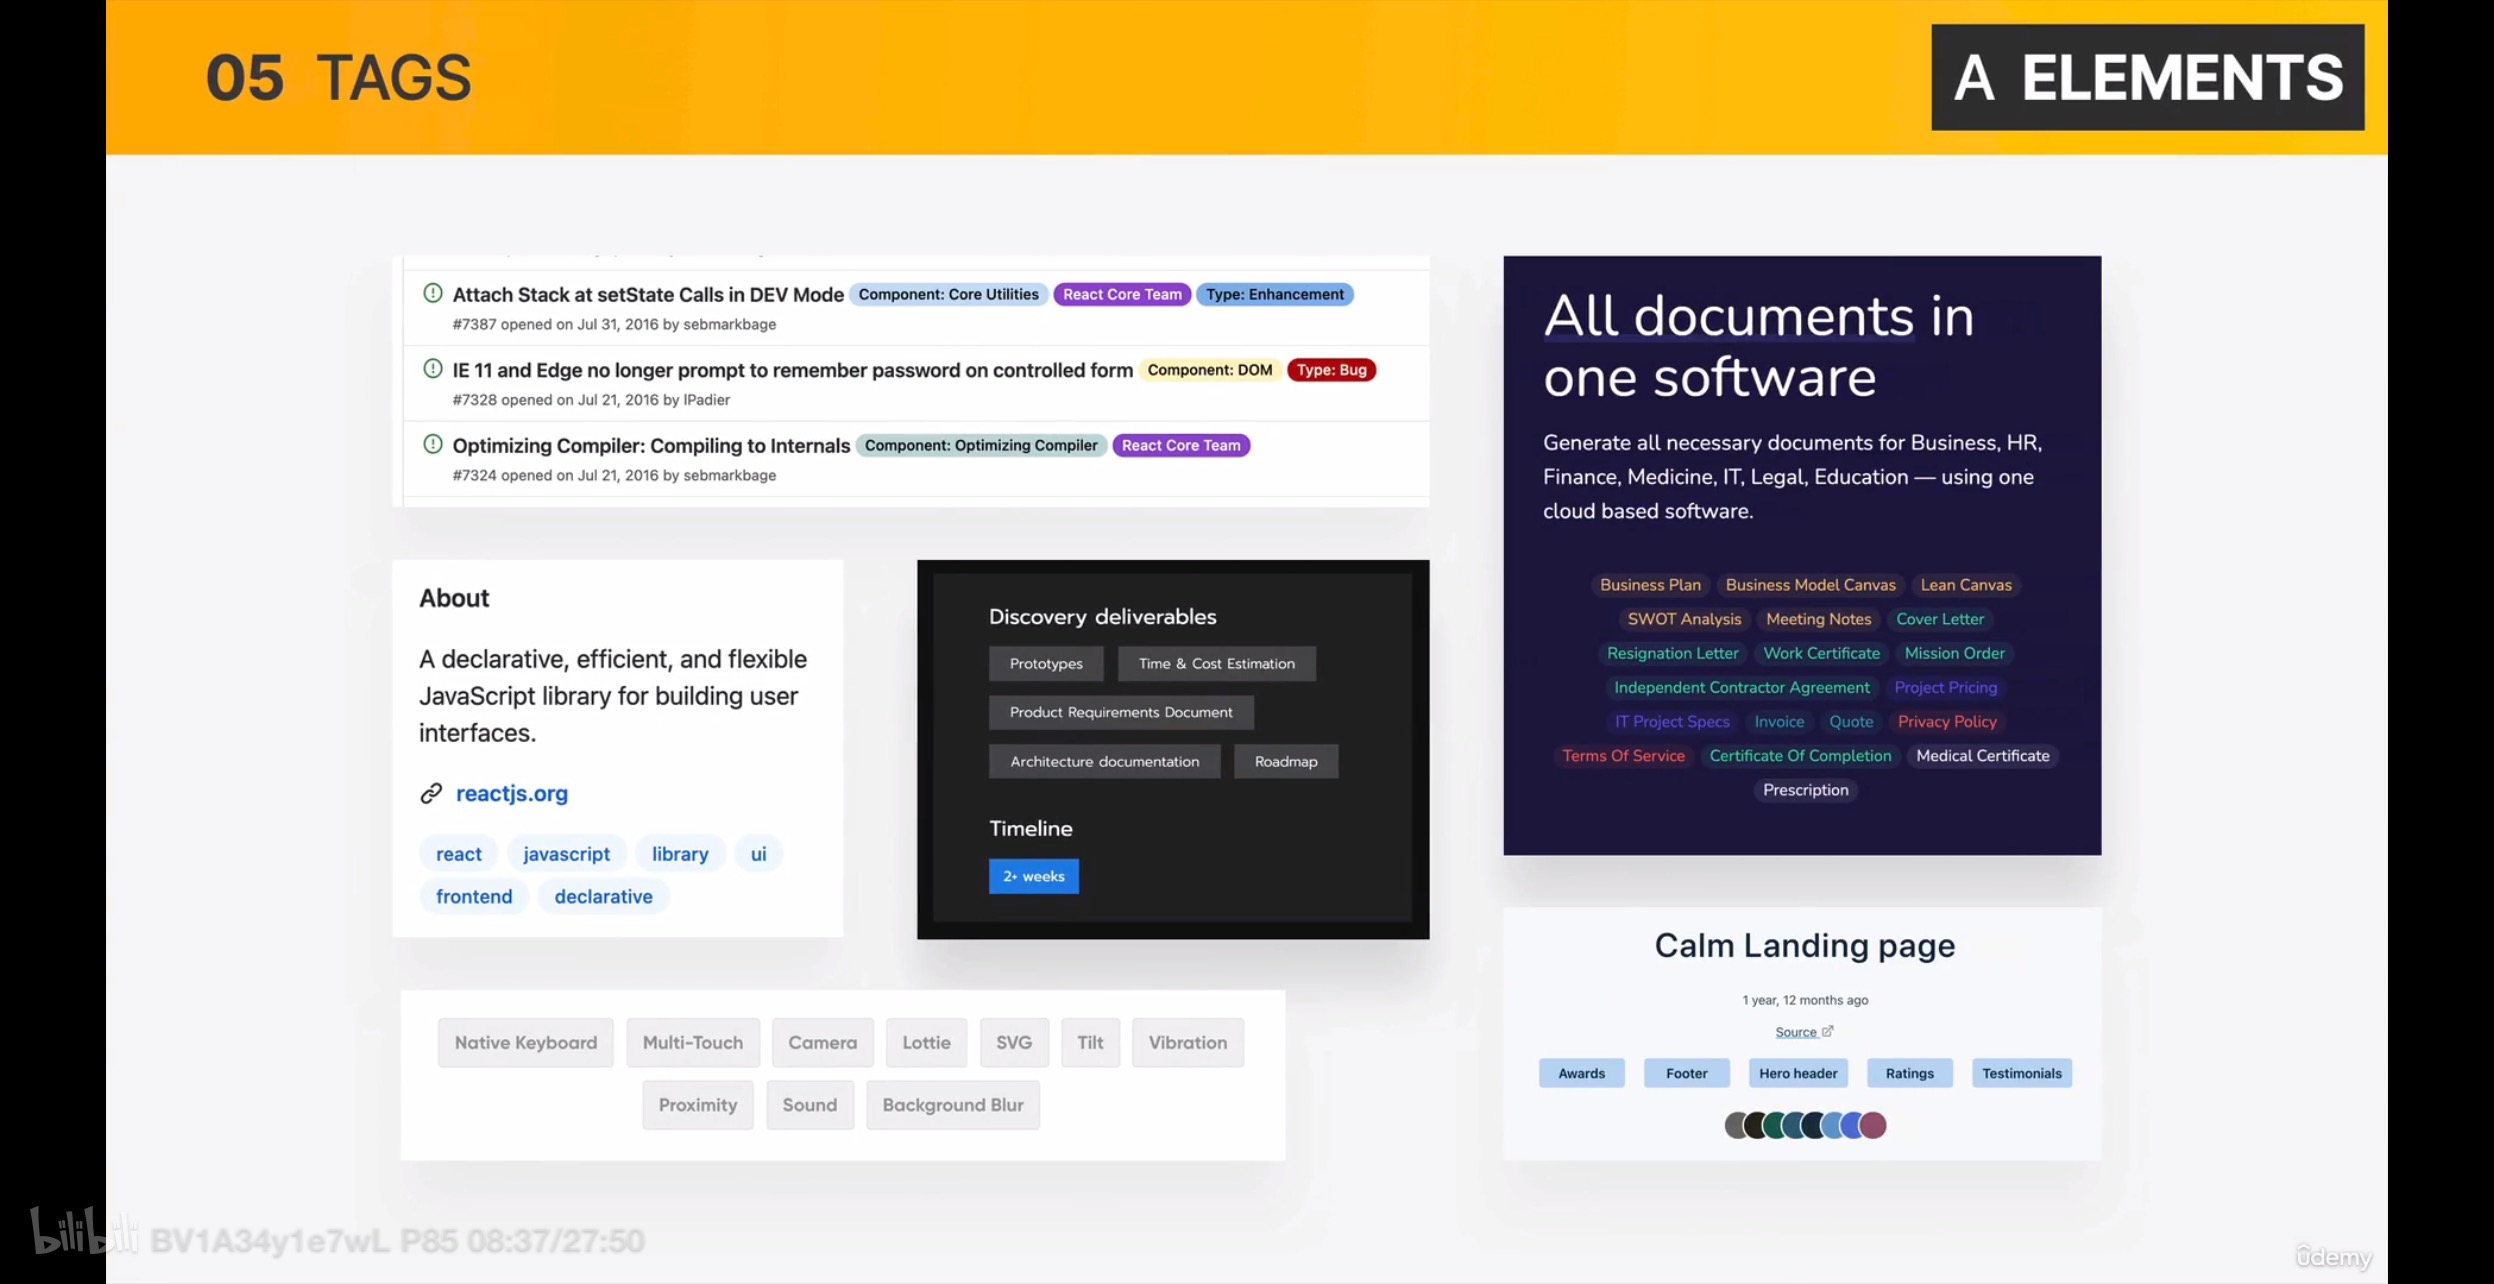 05 TAGS
A ELEMENTS
Attach Stack at setState Calls in DEV Mode Component: Core Utilities React Core Team Type: Enhancement
#7387 opened on Jul 31, 2016 by sebmarkbage
IE 11 and Edge no longer prompt to remember password on controlled form Component: DOM Type: Bug
#7328 opened on Jul 21, 2016 by IPadier
Optimizing Compiler: Compiling to Internals Component: Optimizing Compiler React Core Team
#7324 opened on Jul 21, 2016 by sebmarkbage
All documents in
one software
Generate all necessary documents for Business, HR,
Finance, Medicine, IT, Legal, Education — using one
cloud based software.
Business Plan Business Model Canvas Lean Canvas
SWOT Analysis Meeting Notes Cover Letter
Resignation Letter Work Certificate Mission Order
Independent Contractor Agreement Project Pricing
IT Project Specs Invoice Quote Privacy Policy
Terms Of Service Certificate Of Completion Medical Certificate
Prescription
About
A declarative, efficient, and flexible
JavaScript library for building user
interfaces.
reactjs.org
react javascript library ui
frontend declarative
Discovery deliverables
Prototypes Time & Cost Estimation
Product Requirements Document
Architecture documentation Roadmap
Timeline
2+ weeks
Native Keyboard Multi-Touch Camera Lottie SVG Tilt Vibration
Proximity Sound Background Blur
Calm Landing page
1 year, 12 months ago
Source
Awards Footer Hero header Ratings Testimonials
bilibili BV1A34y1e7wL P85 08:37/27:50
ûdemy